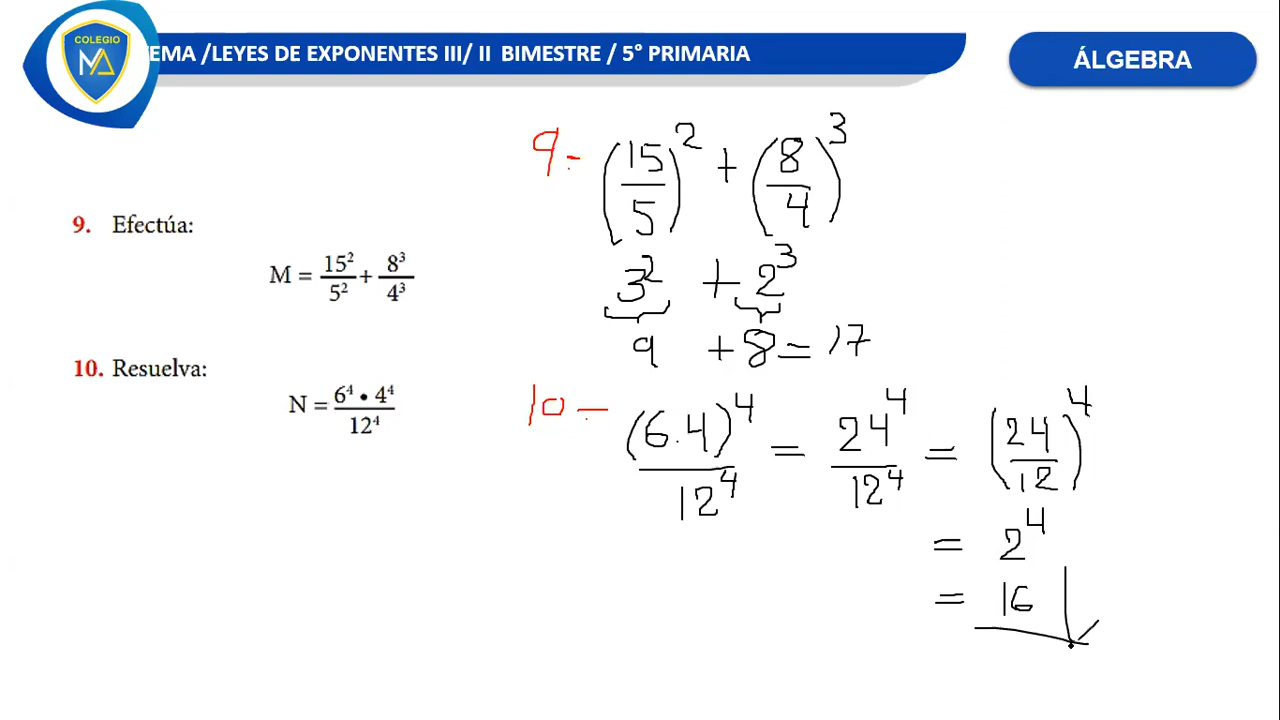 COLEGIO
MA
EMA /LEYES DE EXPONENTES III/ II BIMESTRE / 5° PRIMARIA
ÁLGEBRA
9. Efectúa:
M = 15²/5² + 8³/4³
10. Resuelva:
N = 6⁴ • 4⁴/12⁴
9.- (15/5)² + (8/4)³
3² + 2³
9 + 8 = 17
10 - (6.4)⁴/12⁴ = 24⁴/12⁴ = (24/12)⁴
= 2⁴
= 16